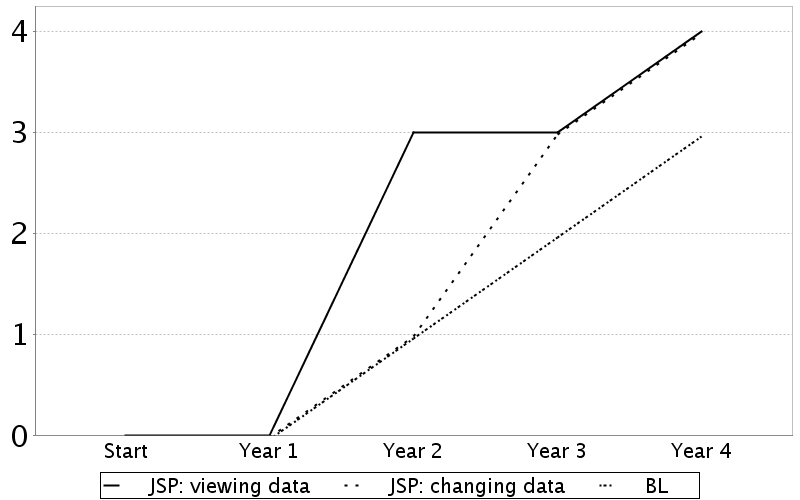 4
3
2
1
0
Start Year 1 Year 2 Year 3 Year 4
JSP: viewing data JSP: changing data BL